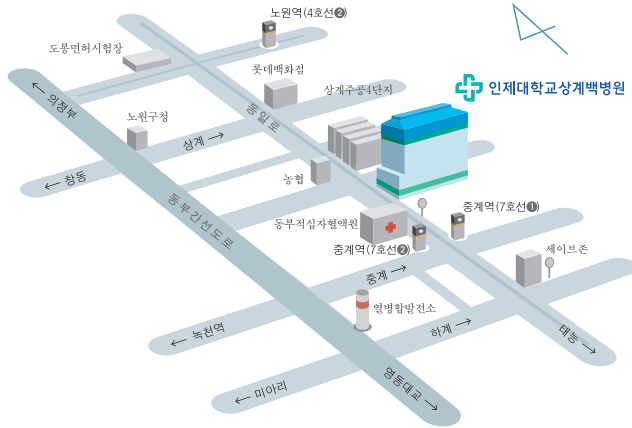 노원역(4호선❷)
도봉면허시험장
롯데백화점
상계주공4단지
인제대학교상계백병원
의정부
동일로
노원구청
상계
창동
농협
동부간선도로
동부적십자혈액원
중계역(7호선❶)
중계역(7호선❷)
세이브존
중계
열병합발전소
녹천역
하계
태능
미아리
영동대교